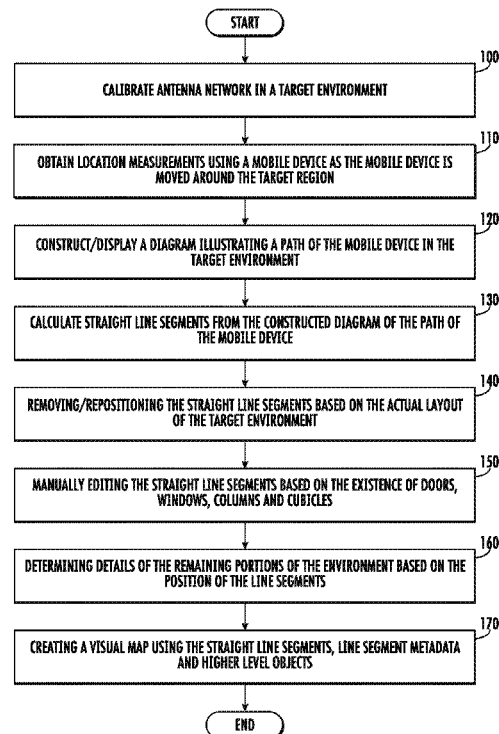 START
100
CALIBRATE ANTENNA NETWORK IN A TARGET ENVIRONMENT
110
OBTAIN LOCATION MEASUREMENTS USING A MOBILE DEVICE AS THE MOBILE DEVICE IS
MOVED AROUND THE TARGET REGION
120
CONSTRUCT/DISPLAY A DIAGRAM ILLUSTRATING A PATH OF THE MOBILE DEVICE IN THE
TARGET ENVIRONMENT
130
CALCULATE STRAIGHT LINE SEGMENTS FROM THE CONSTRUCTED DIAGRAM OF THE PATH OF
THE MOBILE DEVICE
140
REMOVING/REPOSITIONING THE STRAIGHT LINE SEGMENTS BASED ON THE ACTUAL LAYOUT
OF THE TARGET ENVIRONMENT
150
MANUALLY EDITING THE STRAIGHT LINE SEGMENTS BASED ON THE EXISTENCE OF DOORS,
WINDOWS, COLUMNS AND CUBICLES
160
DETERMINING DETAILS OF THE REMAINING PORTIONS OF THE ENVIRONMENT BASED ON THE
POSITION OF THE LINE SEGMENTS
170
CREATING A VISUAL MAP USING THE STRAIGHT LINE SEGMENTS, LINE SEGMENT METADATA
AND HIGHER LEVEL OBJECTS
END